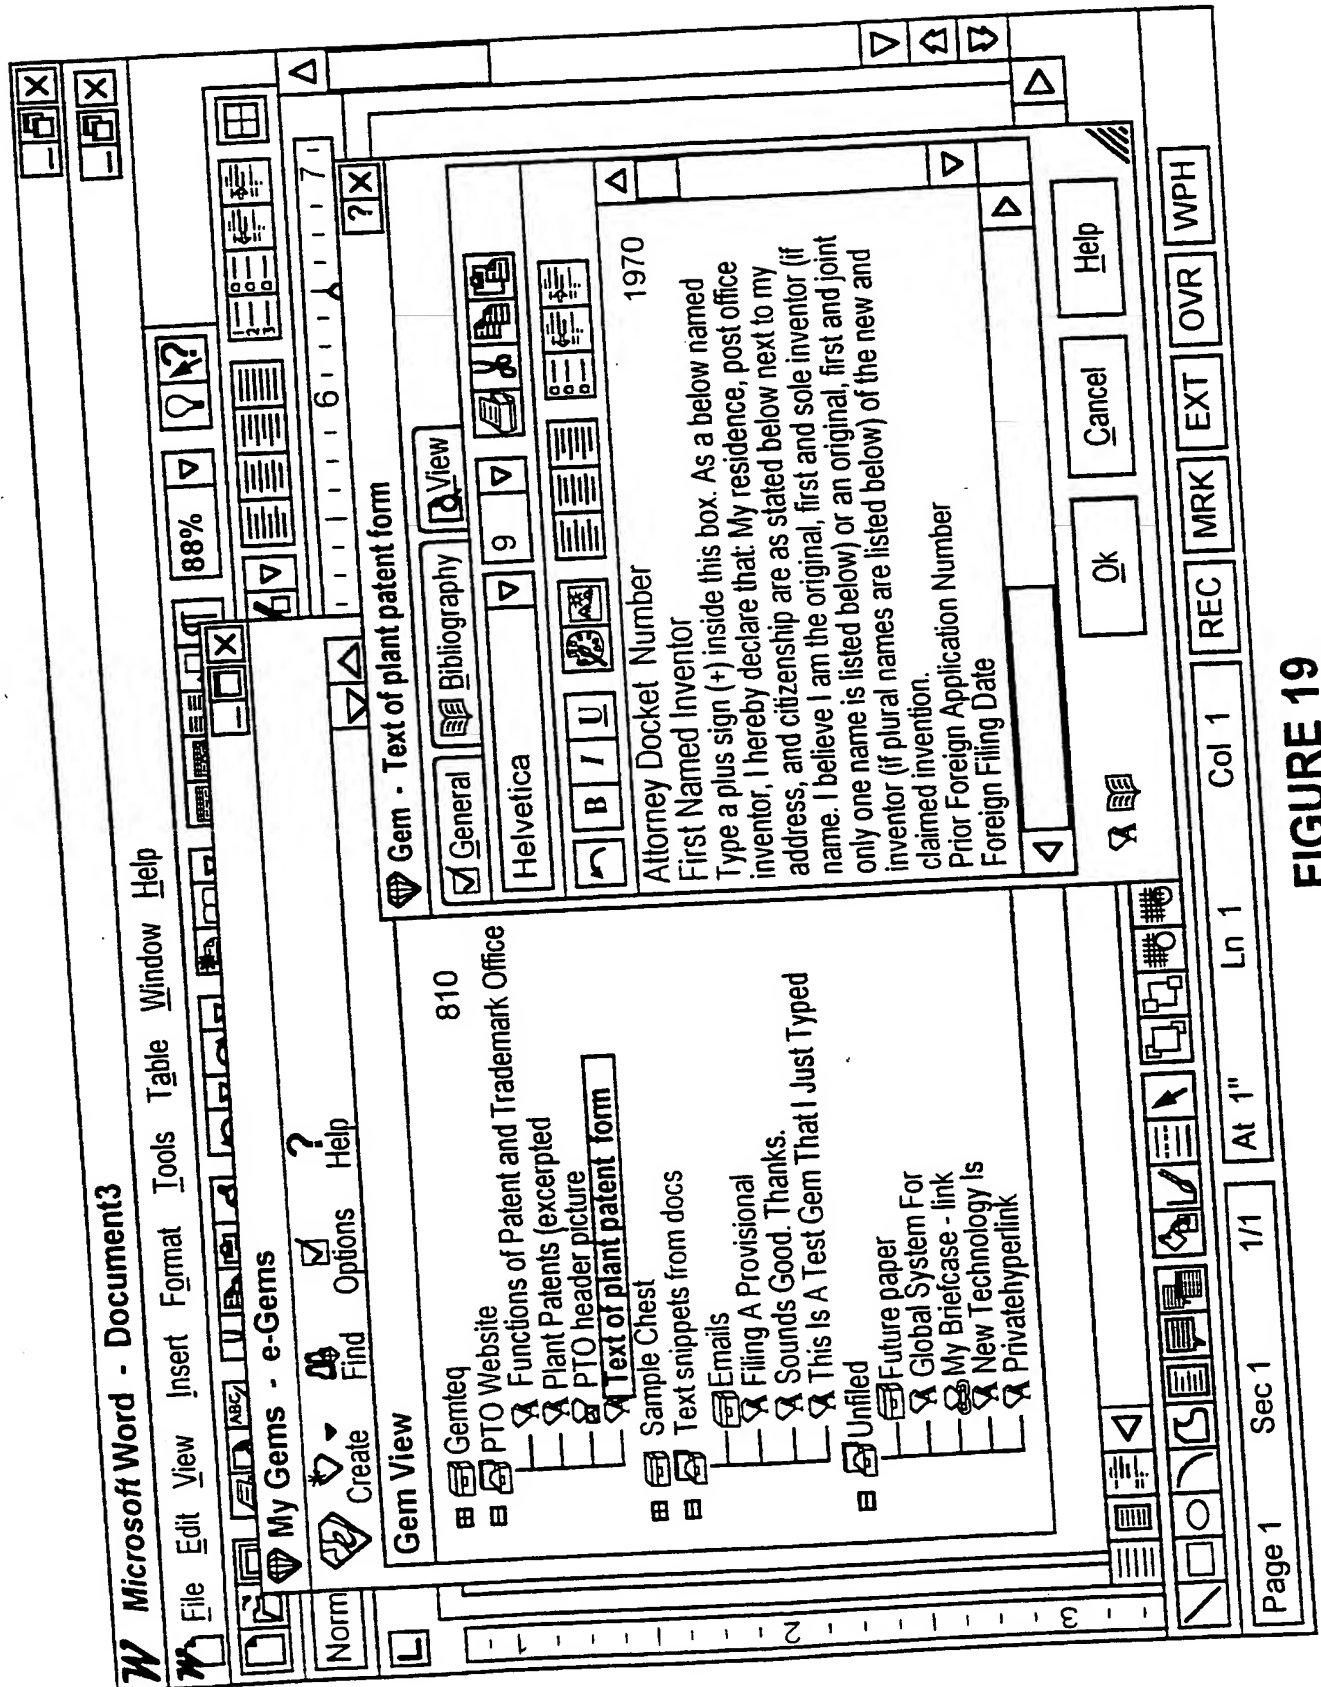 Microsoft Word - Document3
File Edit View Insert Format Tools Table Window Help
ABC
88%
?
Norm
1 2 3
6 7
My Gems - e-Gems
Create Find Options Help
?
Gem View
810
Gemteq
PTO Website
Functions of Patent and Trademark Office
Plant Patents (excerpted
PTO header picture
Text of plant patent form
Sample Chest
Text snippets from docs
Emails
Filing A Provisional
Sounds Good. Thanks.
This Is A Test Gem That I Just Typed
Unfiled
Future paper
Global System For
My Briefcase - link
New Technology Is
Privatehyperlink
Gem - Text of plant patent form
? X
General Bibliography View
Helvetica 9
B I U
1970
Attorney Docket Number
First Named Inventor
Type a plus sign (+) inside this box. As a below named
inventor, I hereby declare that: My residence, post office
address, and citizenship are as stated below next to my
name. I believe I am the original, first and sole inventor (if
only one name is listed below) or an original, first and joint
inventor (if plural names are listed below) of the new and
claimed invention.
Prior Foreign Application Number
Foreign Filing Date
Ok Cancel Help
1
2
3
Page 1 Sec 1 1/1 At 1" Ln 1 Col 1 REC MRK EXT OVR WPH
FIGURE 19